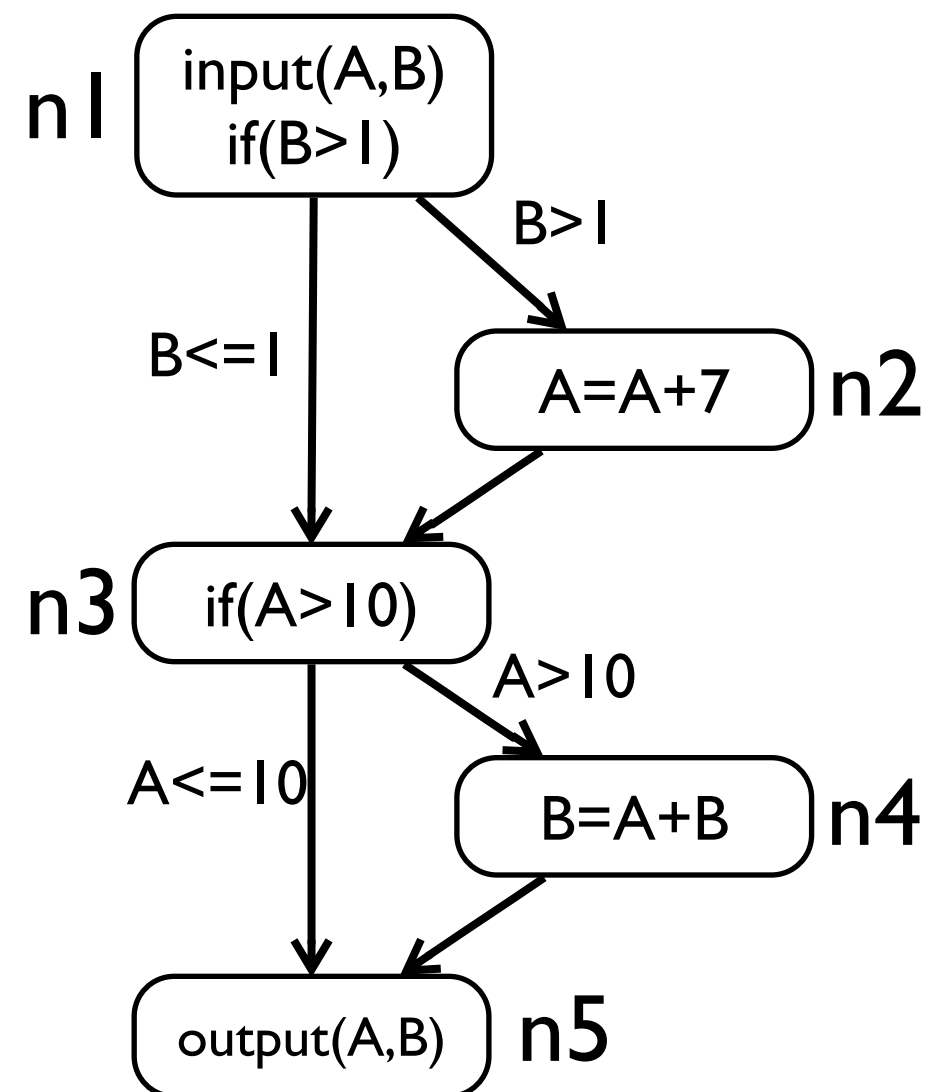 n1
input(A,B)
if(B>1)
B>1
B<=1
A=A+7
n2
n3
if(A>10)
A>10
A<=10
B=A+B
n4
output(A,B)
n5